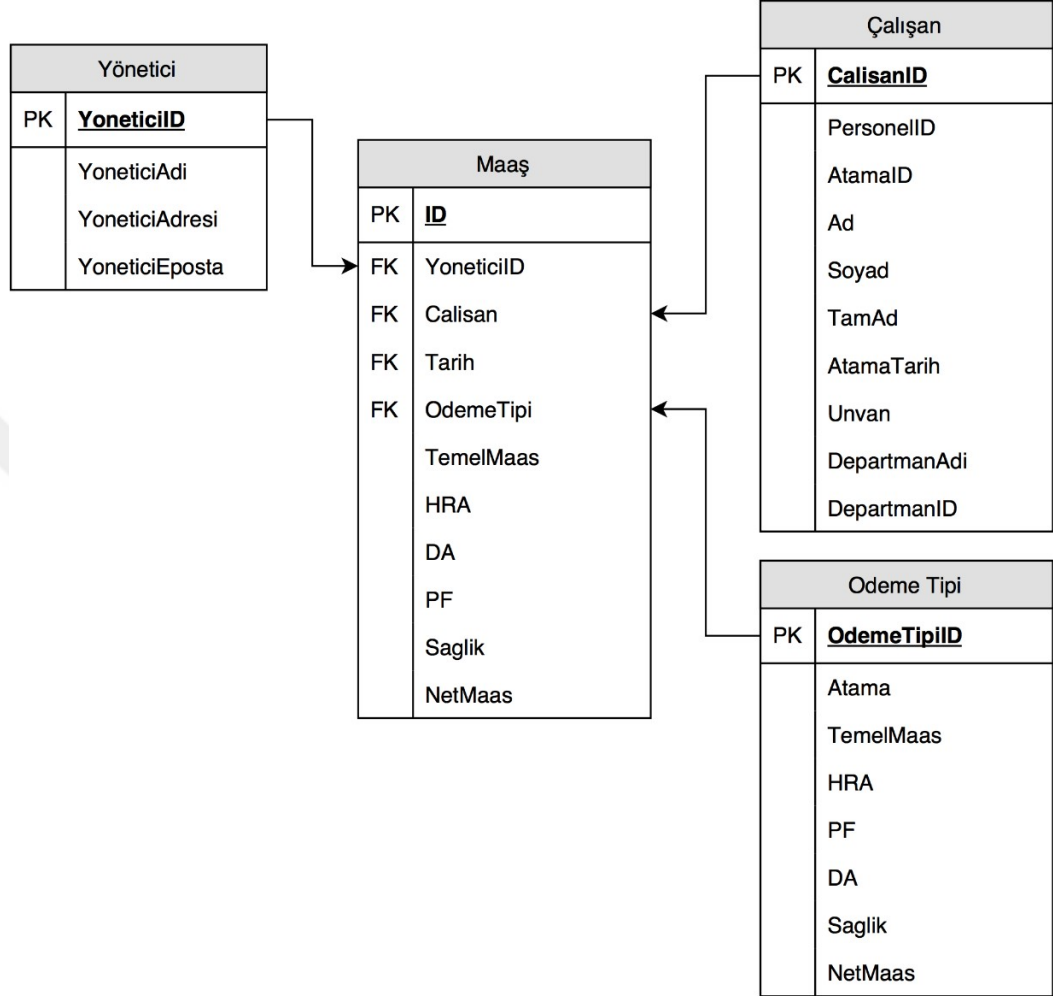 Yönetici
PK YoneticiID
YoneticiAdi
YoneticiAdresi
YoneticiEposta
Maaş
PK ID
FK YoneticiID
FK Calisan
FK Tarih
FK OdemeTipi
TemelMaas
HRA
DA
PF
Saglik
NetMaas
Çalışan
PK CalisanID
PersonelID
AtamaID
Ad
Soyad
TamAd
AtamaTarih
Unvan
DepartmanAdi
DepartmanID
Odeme Tipi
PK OdemeTipiID
Atama
TemelMaas
HRA
PF
DA
Saglik
NetMaas